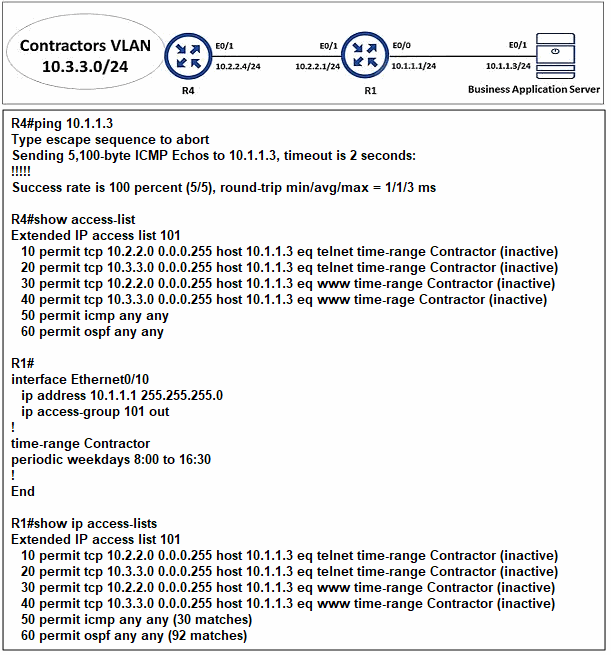 Contractors VLAN
10.3.3.0/24
E0/1
10.2.2.4/24
R4
E0/1
10.2.2.1/24
E0/0
10.1.1.1/24
R1
E0/1
10.1.1.3/24
Business Application Server
R4#ping 10.1.1.3
Type escape sequence to abort
Sending 5,100-byte ICMP Echos to 10.1.1.3, timeout is 2 seconds:
!!!!!
Success rate is 100 percent (5/5), round-trip min/avg/max = 1/1/3 ms
R4#show access-list
Extended IP access list 101
10 permit tcp 10.2.2.0 0.0.0.255 host 10.1.1.3 eq telnet time-range Contractor (inactive)
20 permit tcp 10.3.3.0 0.0.0.255 host 10.1.1.3 eq telnet time-range Contractor (inactive)
30 permit tcp 10.2.2.0 0.0.0.255 host 10.1.1.3 eq www time-range Contractor (inactive)
40 permit tcp 10.3.3.0 0.0.0.255 host 10.1.1.3 eq www time-rage Contractor (inactive)
50 permit icmp any any
60 permit ospf any any
R1#
interface Ethernet0/10
ip address 10.1.1.1 255.255.255.0
ip access-group 101 out
!
time-range Contractor
periodic weekdays 8:00 to 16:30
!
End
R1#show ip access-lists
Extended IP access list 101
10 permit tcp 10.2.2.0 0.0.0.255 host 10.1.1.3 eq telnet time-range Contractor (inactive)
20 permit tcp 10.3.3.0 0.0.0.255 host 10.1.1.3 eq telnet time-range Contractor (inactive)
30 permit tcp 10.2.2.0 0.0.0.255 host 10.1.1.3 eq www time-range Contractor (inactive)
40 permit tcp 10.3.3.0 0.0.0.255 host 10.1.1.3 eq www time-range Contractor (inactive)
50 permit icmp any any (30 matches)
60 permit ospf any any (92 matches)